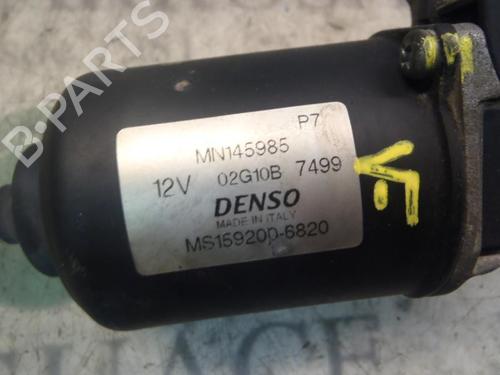 P7
MN145985
12V 02G10B 7499
DENSO
MADE IN ITALY
MS159200-6820
B-PARTS